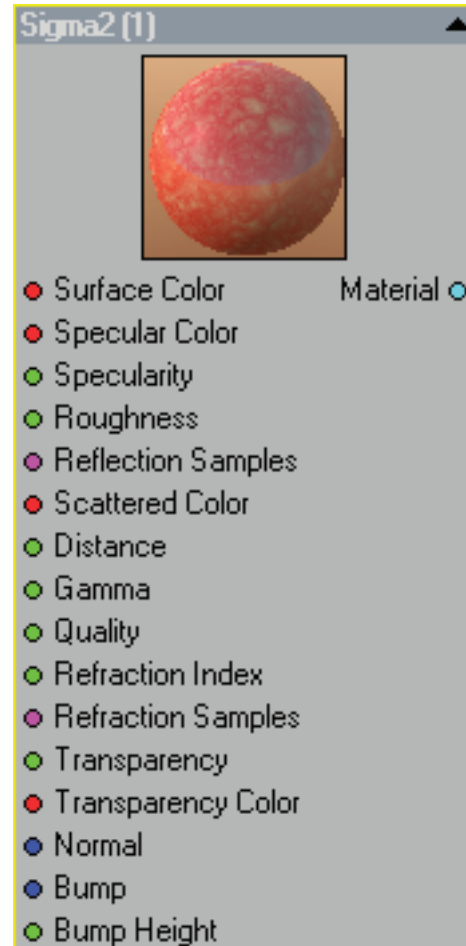 Sigma2 (1)
Surface Color Material
Specular Color
Specularity
Roughness
Reflection Samples
Scattered Color
Distance
Gamma
Quality
Refraction Index
Refraction Samples
Transparency
Transparency Color
Normal
Bump
Bump Height